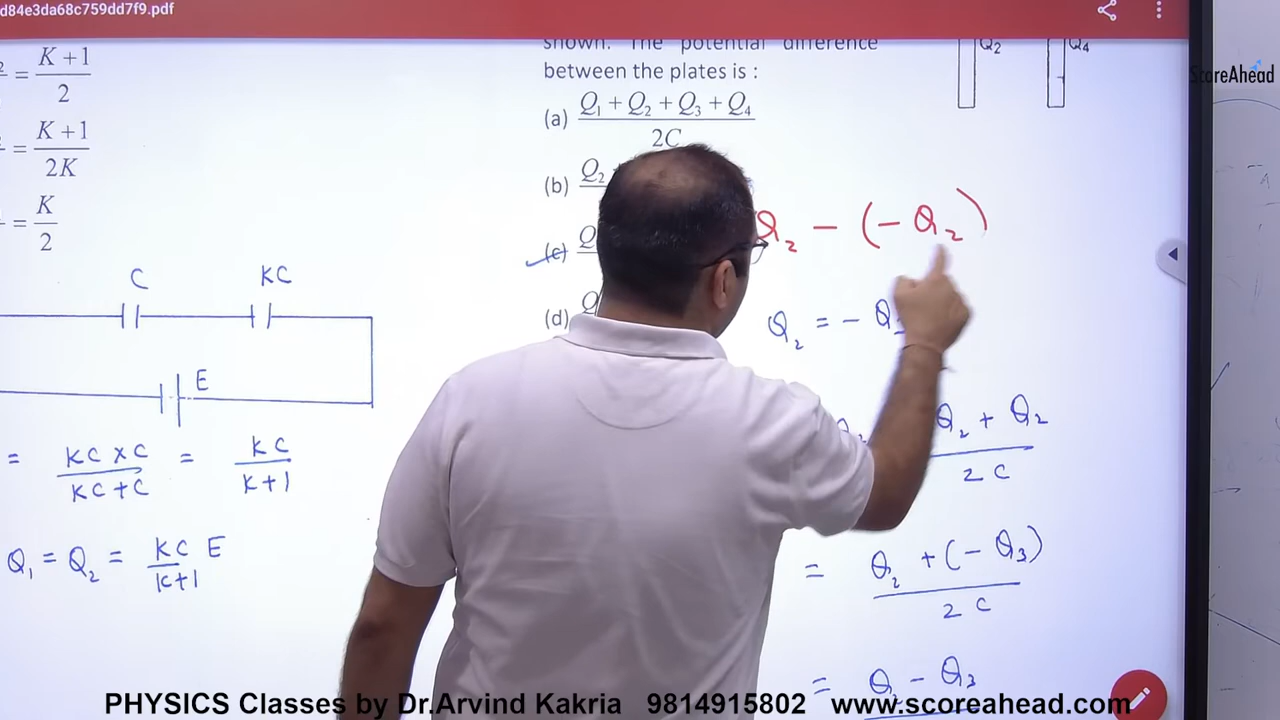 d84e3da68c759dd7f9.pdf
= K + 1 / 2
= K + 1 / 2K
= K / 2
C KC
E
= KC × C / KC + C = KC / K+1
Q₁ = Q₂ = KC / K+1 E
shown. The potential difference
between the plates is :
(a) Q₁ + Q₂ + Q₃ + Q₄ / 2C
(b) Q₂
(c) Q
(d) Q
Q₂ Q₄
ScoreAhead
Q₂ − (− Q₂)
Q₂ = − Q
Q₂ + Q₂ / 2C
= Q₂ + (− Q₃) / 2C
= Q₂ − Q₃
PHYSICS Classes by Dr.Arvind Kakria 9814915802 www.scoreahead.com